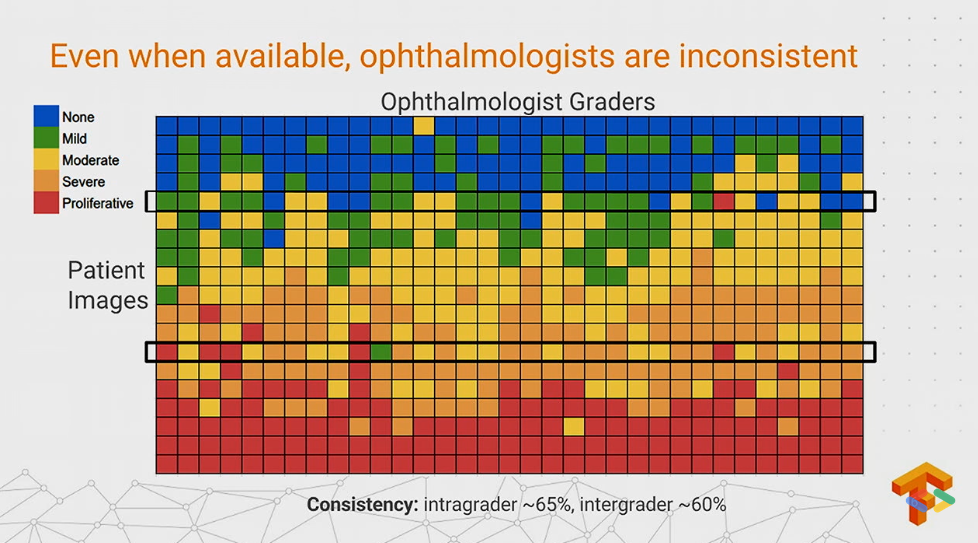 Even when available, ophthalmologists are inconsistent
Ophthalmologist Graders
None
Mild
Moderate
Severe
Proliferative
Patient
Images
Consistency: intragrader ~65%, intergrader ~60%